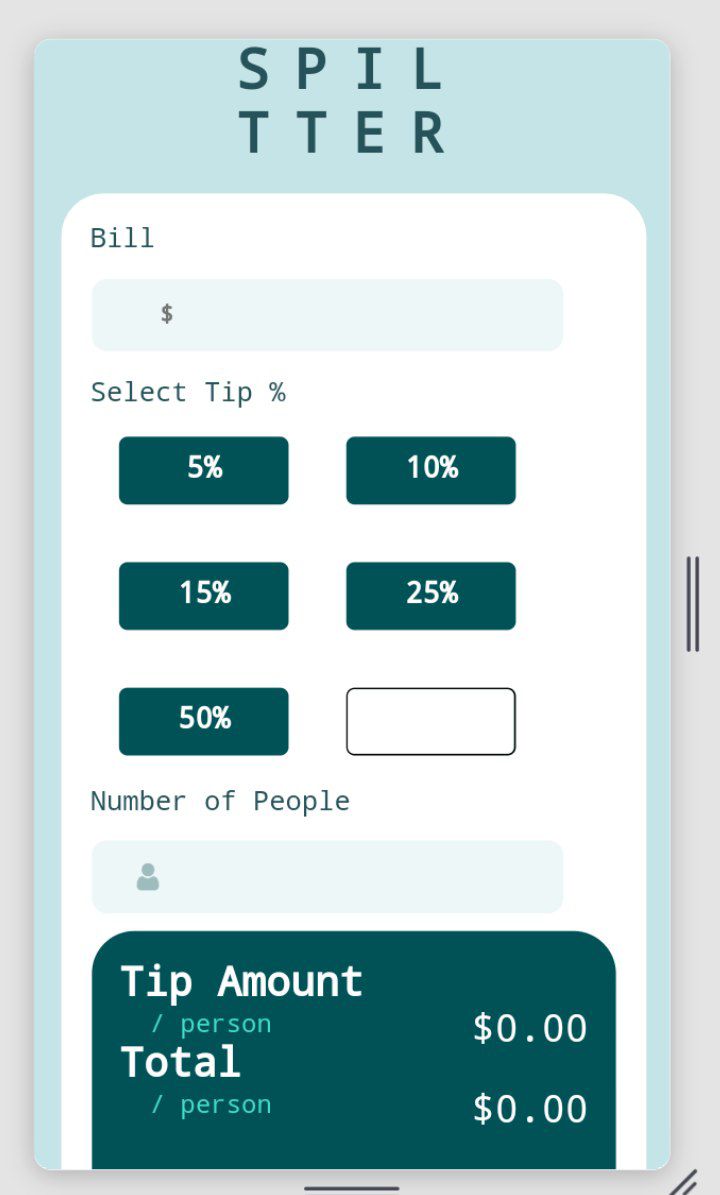 S P I L
T T E R
Bill
$
Select Tip %
5% 10%
15% 25%
50%
Number of People
Tip Amount
/ person $0.00
Total
/ person $0.00